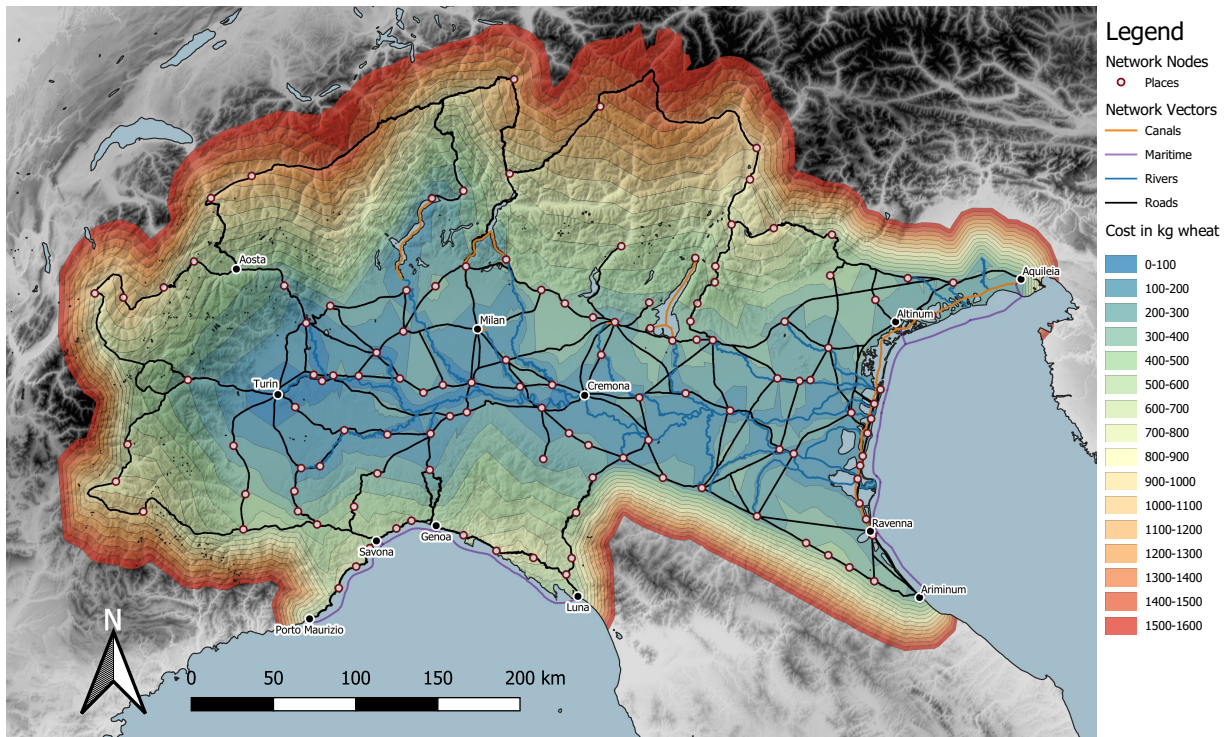 Legend
Network Nodes
Places
Network Vectors
Canals
Maritime
Rivers
Roads
Cost in kg wheat
0-100
100-200
200-300
300-400
400-500
500-600
600-700
700-800
800-900
900-1000
1000-1100
1100-1200
1200-1300
1300-1400
1400-1500
1500-1600
Aosta
Aquileia
Altinum
Milan
Turin
Cremona
Ravenna
Genoa
Savona
Luna
Ariminum
Porto Maurizio
N
0 50 100 150 200 km